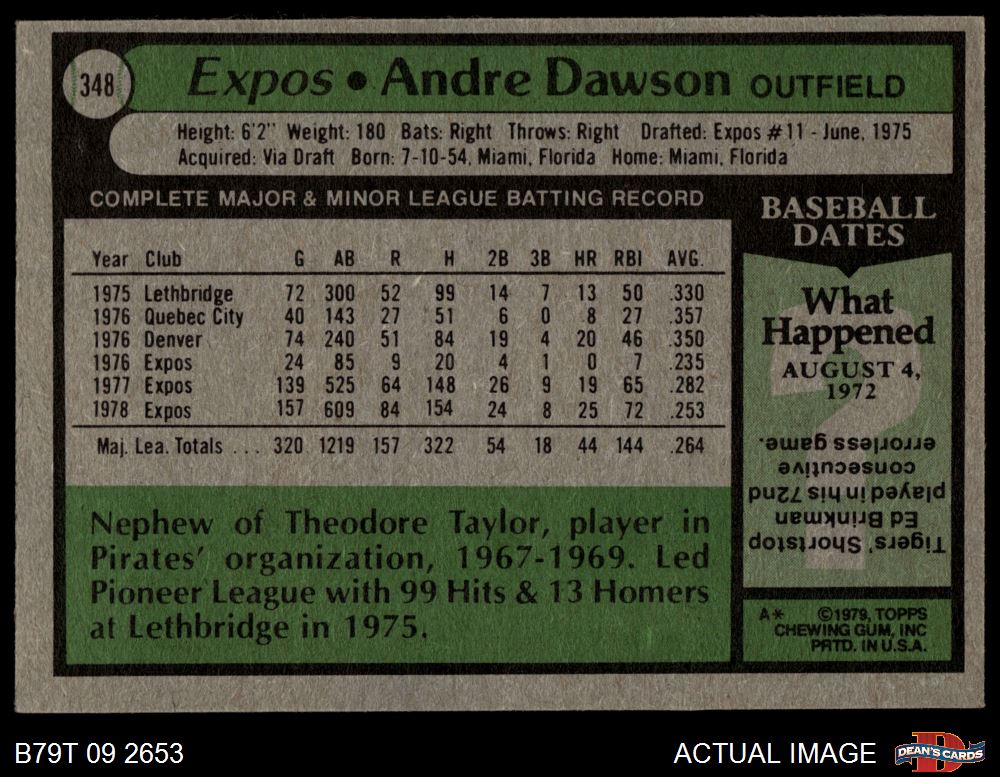 348
Expos • Andre Dawson OUTFIELD
Height: 6'2" Weight: 180 Bats: Right Throws: Right Drafted: Expos #11 - June, 1975
Acquired: Via Draft Born: 7-10-54, Miami, Florida Home: Miami, Florida
COMPLETE MAJOR & MINOR LEAGUE BATTING RECORD
Year Club G AB R H 2B 3B HR RBI AVG.
1975 Lethbridge 72 300 52 99 14 7 13 50 .330
1976 Quebec City 40 143 27 51 6 0 8 27 .357
1976 Denver 74 240 51 84 19 4 20 46 .350
1976 Expos 24 85 9 20 4 1 0 7 .235
1977 Expos 139 525 64 148 26 9 19 65 .282
1978 Expos 157 609 84 154 24 8 25 72 .253
Maj. Lea. Totals ... 320 1219 157 322 54 18 44 144 .264
Nephew of Theodore Taylor, player in
Pirates' organization, 1967-1969. Led
Pioneer League with 99 Hits & 13 Homers
at Lethbridge in 1975.
BASEBALL
DATES
What
Happened
AUGUST 4,
1972
Tigers' Shortstop
Ed Brinkman
played in his 72nd
consecutive
errorless game.
A* ©1979, TOPPS
CHEWING GUM, INC
PRTD. IN U.S.A.
B79T 09 2653
ACTUAL IMAGE
DEAN'S CARDS